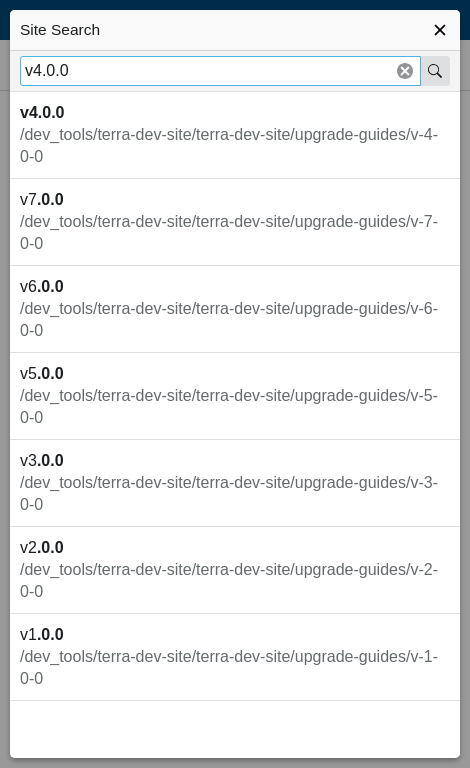 Site Search
v4.0.0
v4.0.0
/dev_tools/terra-dev-site/terra-dev-site/upgrade-guides/v-4-
0-0
v7.0.0
/dev_tools/terra-dev-site/terra-dev-site/upgrade-guides/v-7-
0-0
v6.0.0
/dev_tools/terra-dev-site/terra-dev-site/upgrade-guides/v-6-
0-0
v5.0.0
/dev_tools/terra-dev-site/terra-dev-site/upgrade-guides/v-5-
0-0
v3.0.0
/dev_tools/terra-dev-site/terra-dev-site/upgrade-guides/v-3-
0-0
v2.0.0
/dev_tools/terra-dev-site/terra-dev-site/upgrade-guides/v-2-
0-0
v1.0.0
/dev_tools/terra-dev-site/terra-dev-site/upgrade-guides/v-1-
0-0